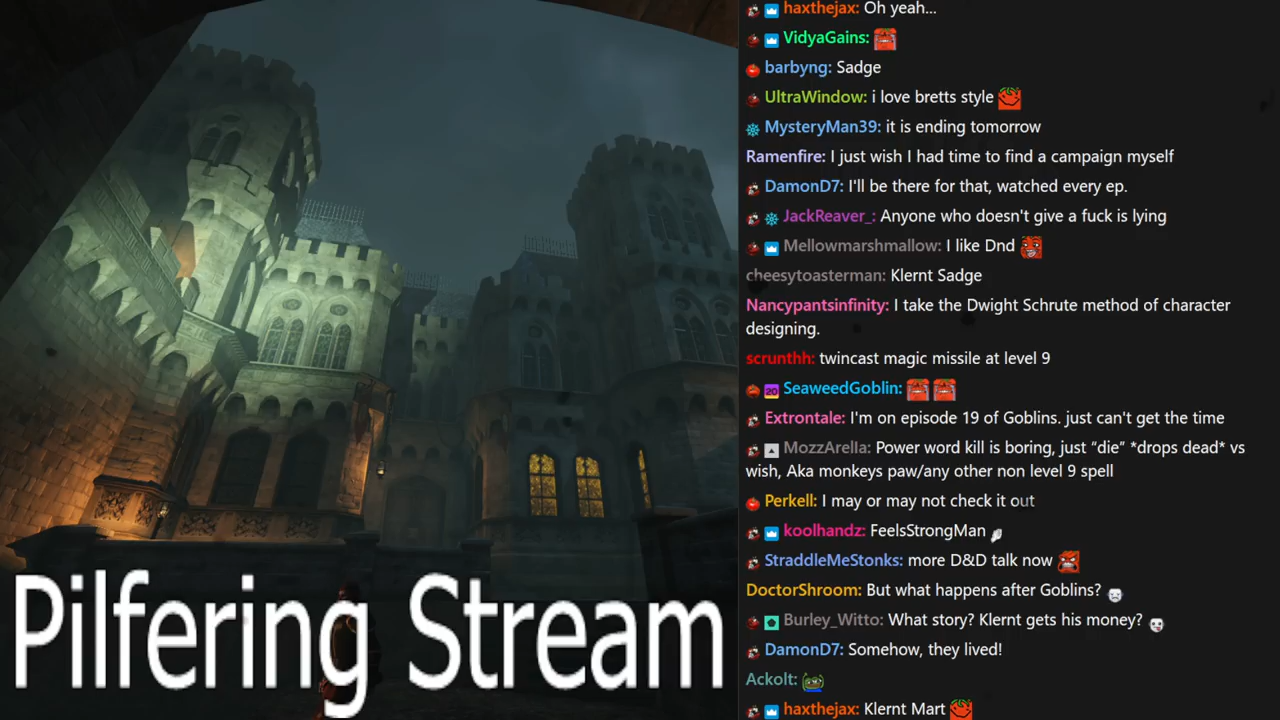 haxthejax: Oh yeah...
VidyaGains:
barbyng: Sadge
UltraWindow: i love bretts style
MysteryMan39: it is ending tomorrow
Ramenfire: I just wish I had time to find a campaign myself
DamonD7: I'll be there for that, watched every ep.
JackReaver_: Anyone who doesn't give a fuck is lying
Mellowmarshmallow: I like Dnd
cheesytoasterman: Klernt Sadge
Nancypantsinfinity: I take the Dwight Schrute method of character
designing.
scrunthh: twincast magic missile at level 9
20 SeaweedGoblin:
Extrontale: I'm on episode 19 of Goblins. just can't get the time
MozzArella: Power word kill is boring, just “die” *drops dead* vs
wish, Aka monkeys paw/any other non level 9 spell
Perkell: I may or may not check it out
koolhandz: FeelsStrongMan
StraddleMeStonks: more D&D talk now
DoctorShroom: But what happens after Goblins?
Burley_Witto: What story? Klernt gets his money?
DamonD7: Somehow, they lived!
Ackolt:
haxthejax: Klernt Mart
Pilfering Stream